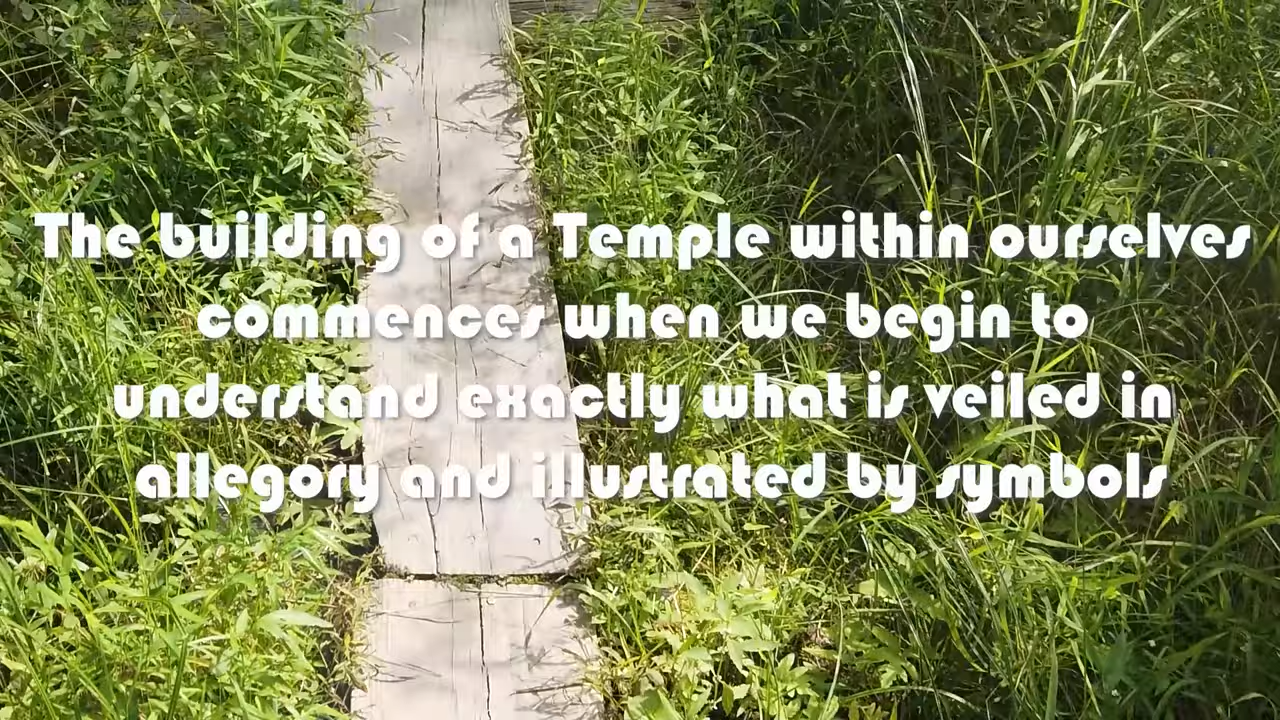 The building of a Temple within ourselves
commences when we begin to
understand exactly what is veiled in
allegory and illustrated by symbols